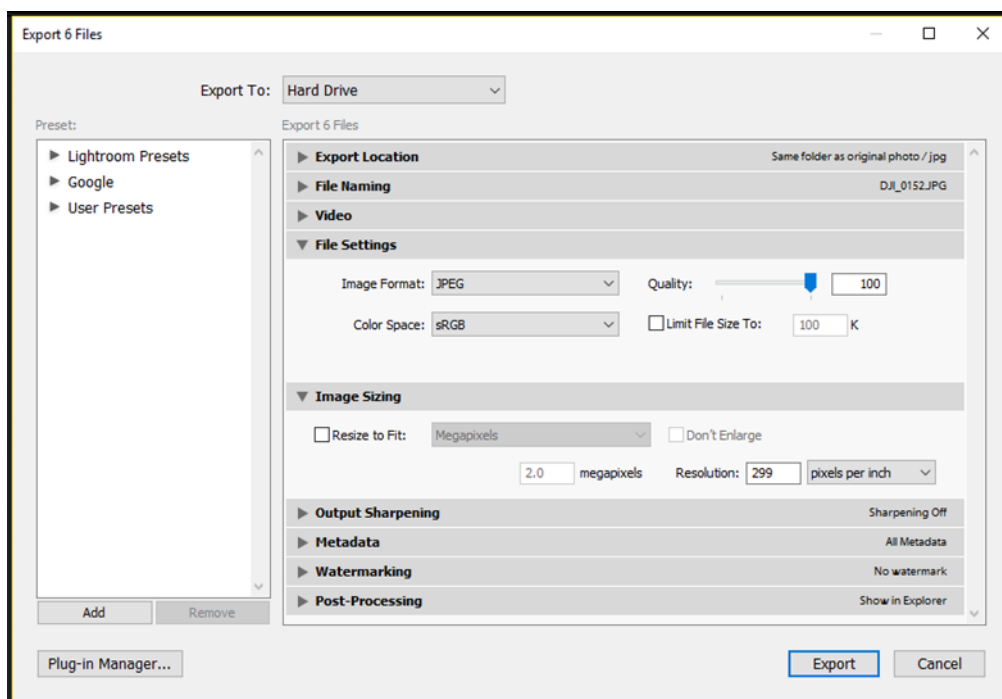 Export 6 Files
Export To: Hard Drive
Preset:
Lightroom Presets
Google
User Presets
Add Remove
Export 6 Files
Export Location Same folder as original photo / jpg
File Naming DJI_0152.JPG
Video
File Settings
Image Format: JPEG Quality: 100
Color Space: sRGB Limit File Size To: 100 K
Image Sizing
Resize to Fit: Megapixels Don't Enlarge
2.0 megapixels Resolution: 299 pixels per inch
Output Sharpening Sharpening Off
Metadata All Metadata
Watermarking No watermark
Post-Processing Show in Explorer
Plug-in Manager... Export Cancel